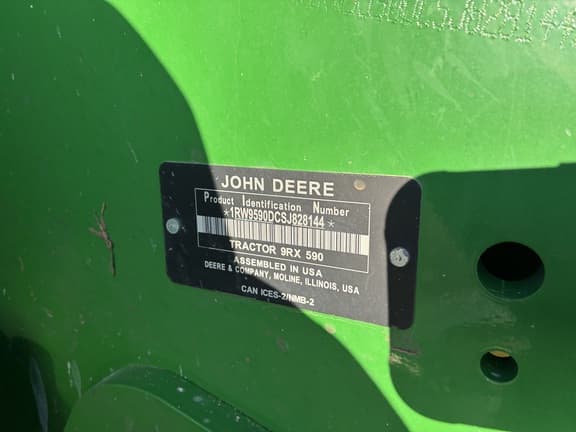 JOHN DEERE
Product Identification Number
*1RW9590DCSJ828144*
TRACTOR 9RX 590
ASSEMBLED IN USA
DEERE & COMPANY, MOLINE, ILLINOIS, USA
CAN ICES-2/NMB-2